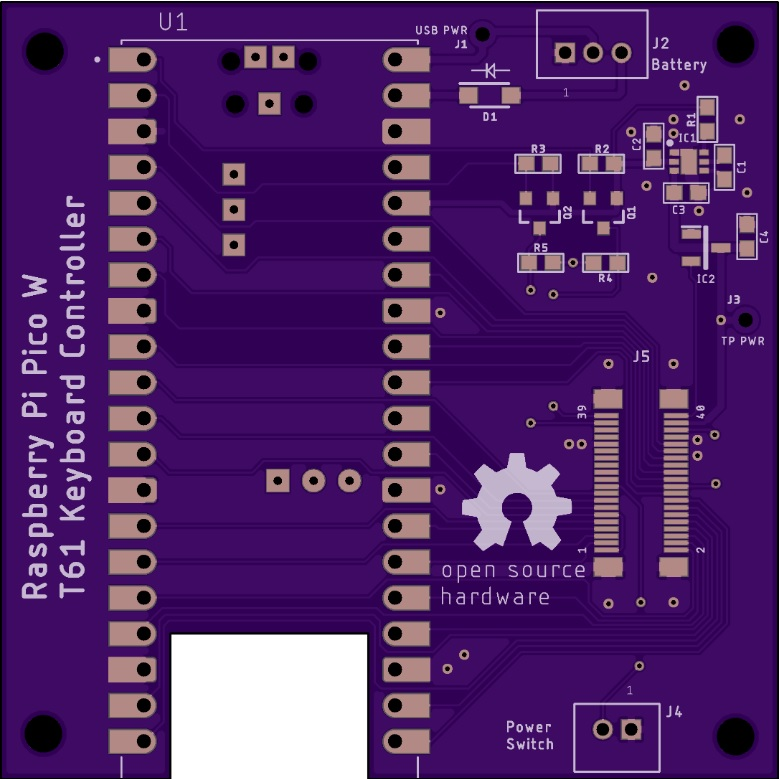 U1
USB PWR
J1
J2
Battery
1
D1
R1
C2
IC1
C1
R3
R2
C3
Q2
Q1
C4
R5
R4
IC2
J3
TP PWR
J5
39
40
1
2
Raspberry Pi Pico W
T61 Keyboard Controller
open source
hardware
1
J4
Power
Switch